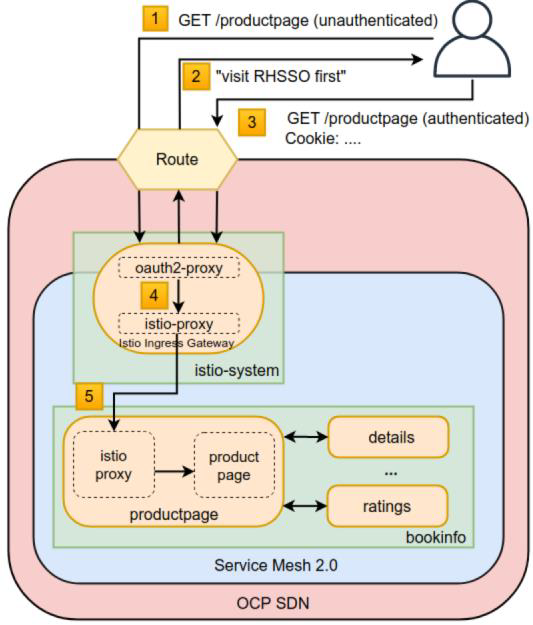 1
GET /productpage (unauthenticated)
2
"visit RHSSO first"
3
GET /productpage (authenticated)
Cookie: ....
Route
oauth2-proxy
4
istio-proxy
Istio Ingress Gateway
istio-system
5
istio
proxy
product
page
productpage
details
...
ratings
bookinfo
Service Mesh 2.0
OCP SDN